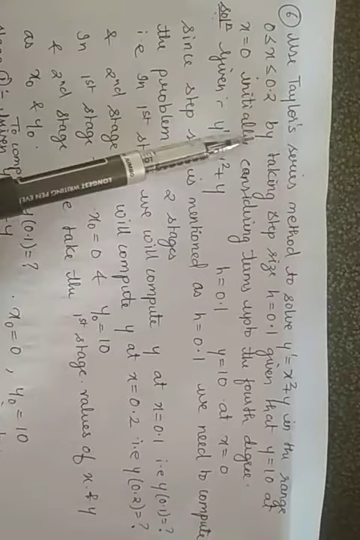 ⑥ Use Taylor's series method to solve y' = x²+y in the range
0≤x≤0.2 by taking step size h=0.1 given that y=10 at
x=0 initially considering terms upto the fourth degree.
Solⁿ Given:- y' ²+y h=0.1 y=10 at x=0
Since step is mentioned as h=0.1 we need to compute
the problem 2 stages
i.e In 1st we will compute y at x=0.1 i.e y(0.1)=?
& 2nd stage will compute y at x=0.2 i.e y(0.2)=?
In 1st stage x₀=0 & y₀=10
& 2nd stage take the 1st stage values of x & y
as x₀ & y₀.
To y(0.1)=? x₀=0, y₀=10
LONGEST WRITING PEN EVER